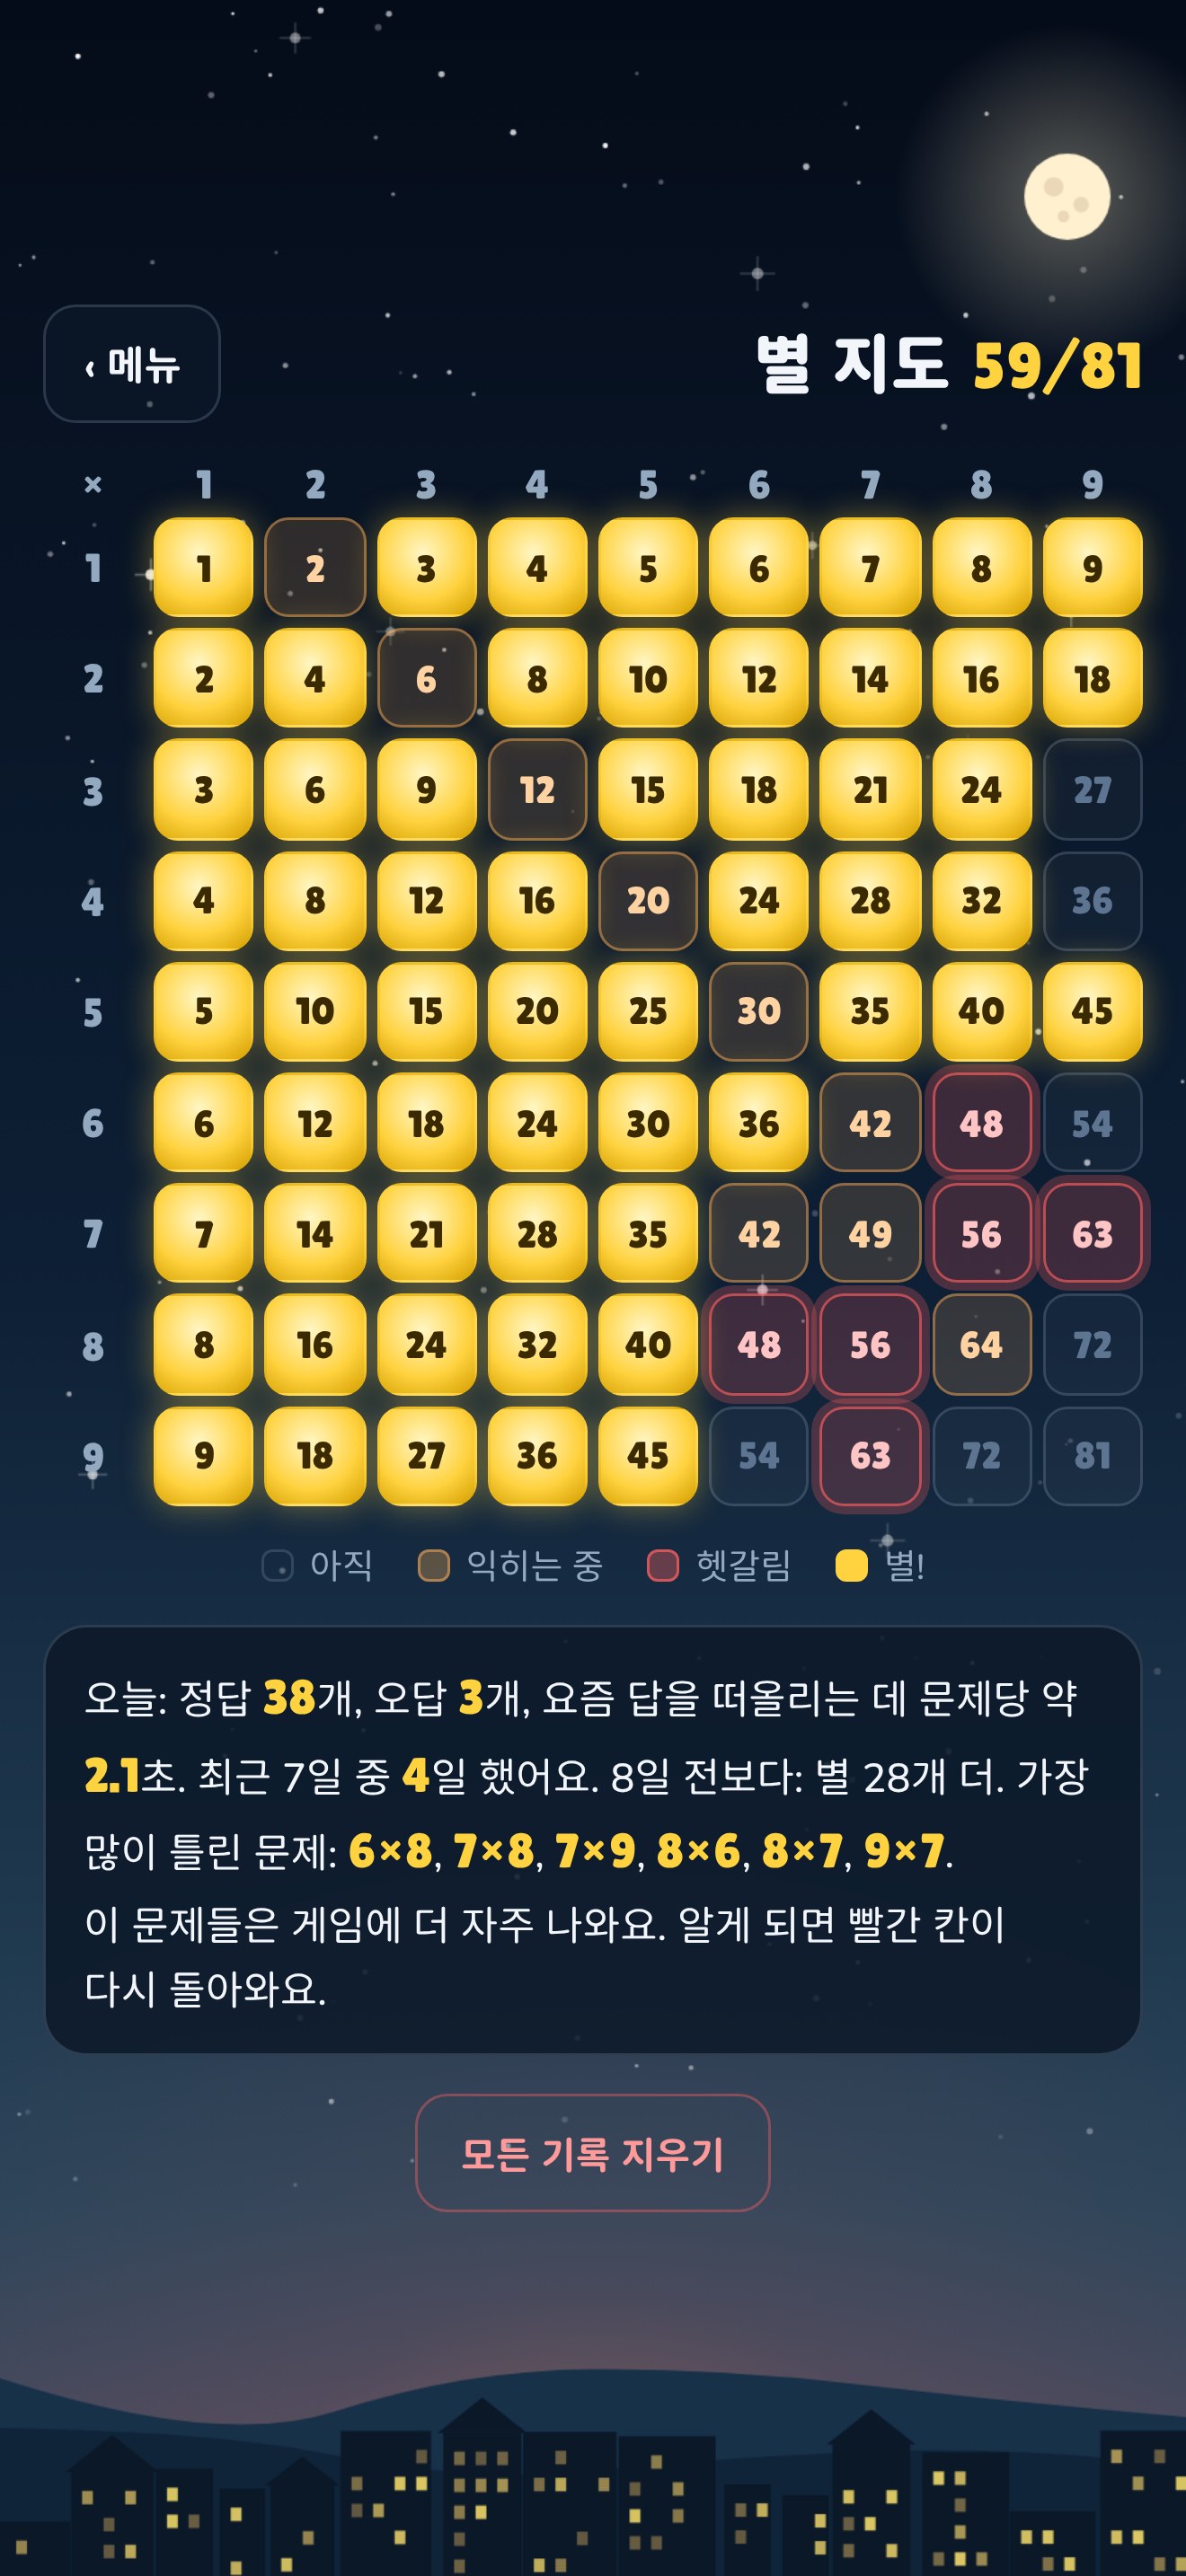 ‹ 메뉴
별 지도 59/81
× 1 2 3 4 5 6 7 8 9
1 1 2 3 4 5 6 7 8 9
2 2 4 6 8 10 12 14 16 18
3 3 6 9 12 15 18 21 24 27
4 4 8 12 16 20 24 28 32 36
5 5 10 15 20 25 30 35 40 45
6 6 12 18 24 30 36 42 48 54
7 7 14 21 28 35 42 49 56 63
8 8 16 24 32 40 48 56 64 72
9 9 18 27 36 45 54 63 72 81
아직 익히는 중 헷갈림 별!
오늘: 정답 38개, 오답 3개, 요즘 답을 떠올리는 데 문제당 약
2.1초. 최근 7일 중 4일 했어요. 8일 전보다: 별 28개 더. 가장
많이 틀린 문제: 6×8, 7×8, 7×9, 8×6, 8×7, 9×7.
이 문제들은 게임에 더 자주 나와요. 알게 되면 빨간 칸이
다시 돌아와요.
모든 기록 지우기